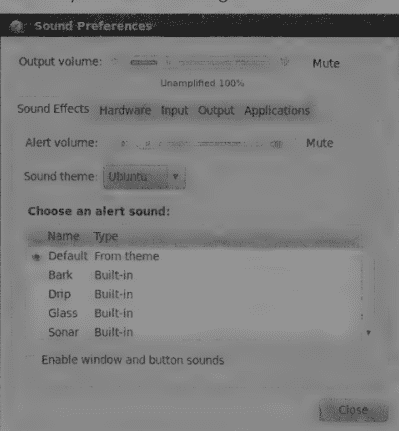 Sound Preferences
Output volume: Mute
Unamplified 100%
Sound Effects Hardware Input Output Applications
Alert volume: Mute
Sound theme: Ubuntu
Choose an alert sound:
Name Type
Default From theme
Bark Built-in
Drip Built-in
Glass Built-in
Sonar Built-in
Enable window and button sounds
Close